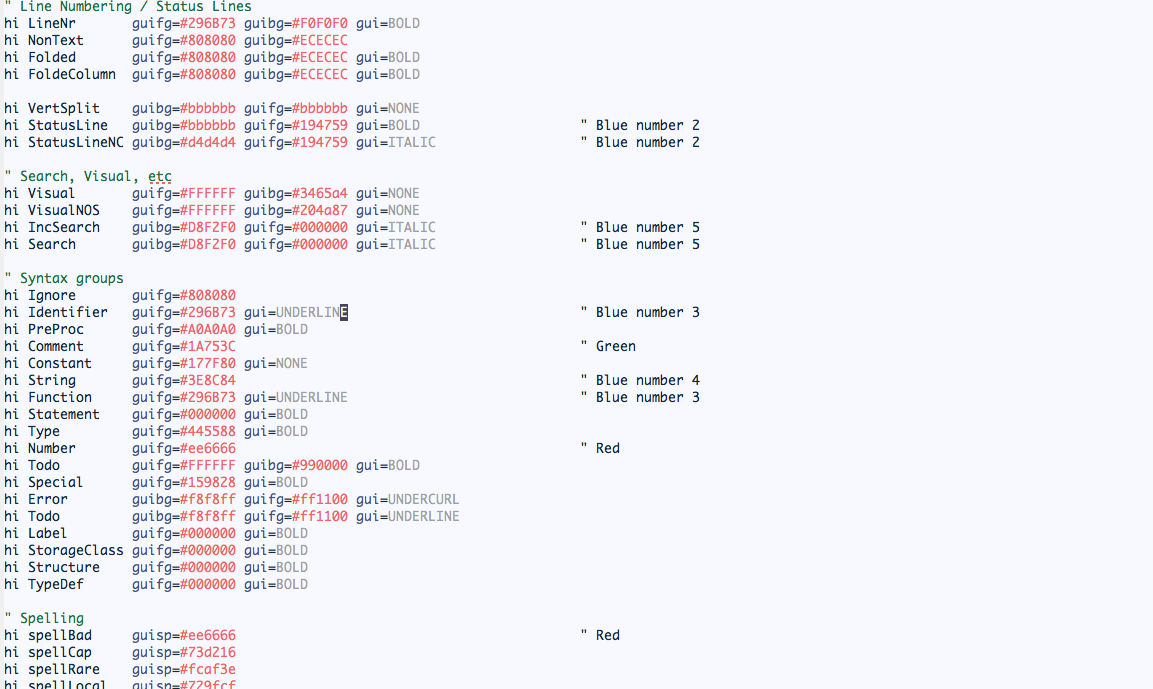 " Line Numbering / Status Lines
hi LineNr       guifg=#296B73 guibg=#F0F0F0 gui=BOLD
hi NonText      guifg=#808080 guibg=#ECECEC
hi Folded       guifg=#808080 guibg=#ECECEC gui=BOLD
hi FoldeColumn  guifg=#808080 guibg=#ECECEC gui=BOLD
hi VertSplit    guibg=#bbbbbb guifg=#bbbbbb gui=NONE
hi StatusLine   guibg=#bbbbbb guifg=#194759 gui=BOLD                    " Blue number 2
hi StatusLineNC guibg=#d4d4d4 guifg=#194759 gui=ITALIC                  " Blue number 2
" Search, Visual, etc
hi Visual       guifg=#FFFFFF guibg=#3465a4 gui=NONE
hi VisualNOS    guifg=#FFFFFF guibg=#204a87 gui=NONE
hi IncSearch    guibg=#D8F2F0 guifg=#000000 gui=ITALIC                  " Blue number 5
hi Search       guibg=#D8F2F0 guifg=#000000 gui=ITALIC                  " Blue number 5
" Syntax groups
hi Ignore       guifg=#808080
hi Identifier   guifg=#296B73 gui=UNDERLINE                             " Blue number 3
hi PreProc      guifg=#A0A0A0 gui=BOLD
hi Comment      guifg=#1A753C                                           " Green
hi Constant     guifg=#177F80 gui=NONE
hi String       guifg=#3E8C84                                           " Blue number 4
hi Function     guifg=#296B73 gui=UNDERLINE                             " Blue number 3
hi Statement    guifg=#000000 gui=BOLD
hi Type         guifg=#445588 gui=BOLD
hi Number       guifg=#ee6666                                           " Red
hi Todo         guifg=#FFFFFF guibg=#990000 gui=BOLD
hi Special      guifg=#159828 gui=BOLD
hi Error        guibg=#f8f8ff guifg=#ff1100 gui=UNDERCURL
hi Todo         guibg=#f8f8ff guifg=#ff1100 gui=UNDERLINE
hi Label        guifg=#000000 gui=BOLD
hi StorageClass guifg=#000000 gui=BOLD
hi Structure    guifg=#000000 gui=BOLD
hi TypeDef      guifg=#000000 gui=BOLD
" Spelling
hi spellBad     guisp=#ee6666                                           " Red
hi spellCap     guisp=#73d216
hi spellRare    guisp=#fcaf3e
hi spellLocal   guisp=#729fcf